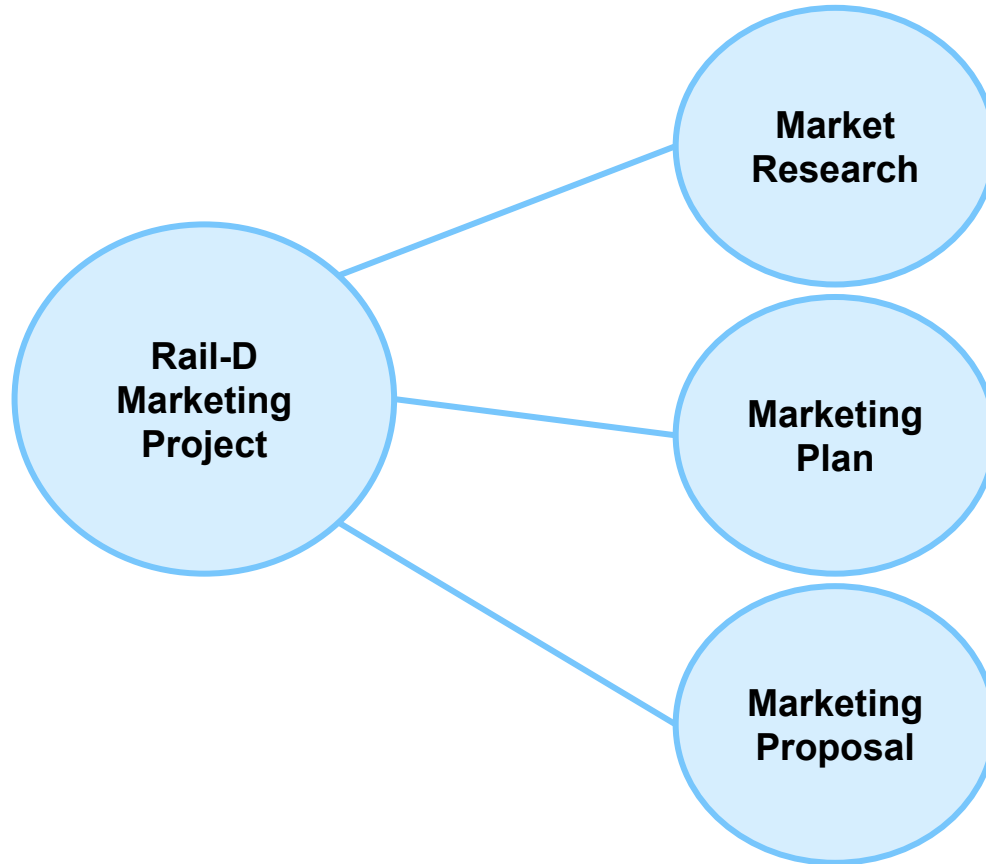 Market
Research
Rail-D
Marketing
Project
Marketing
Plan
Marketing
Proposal